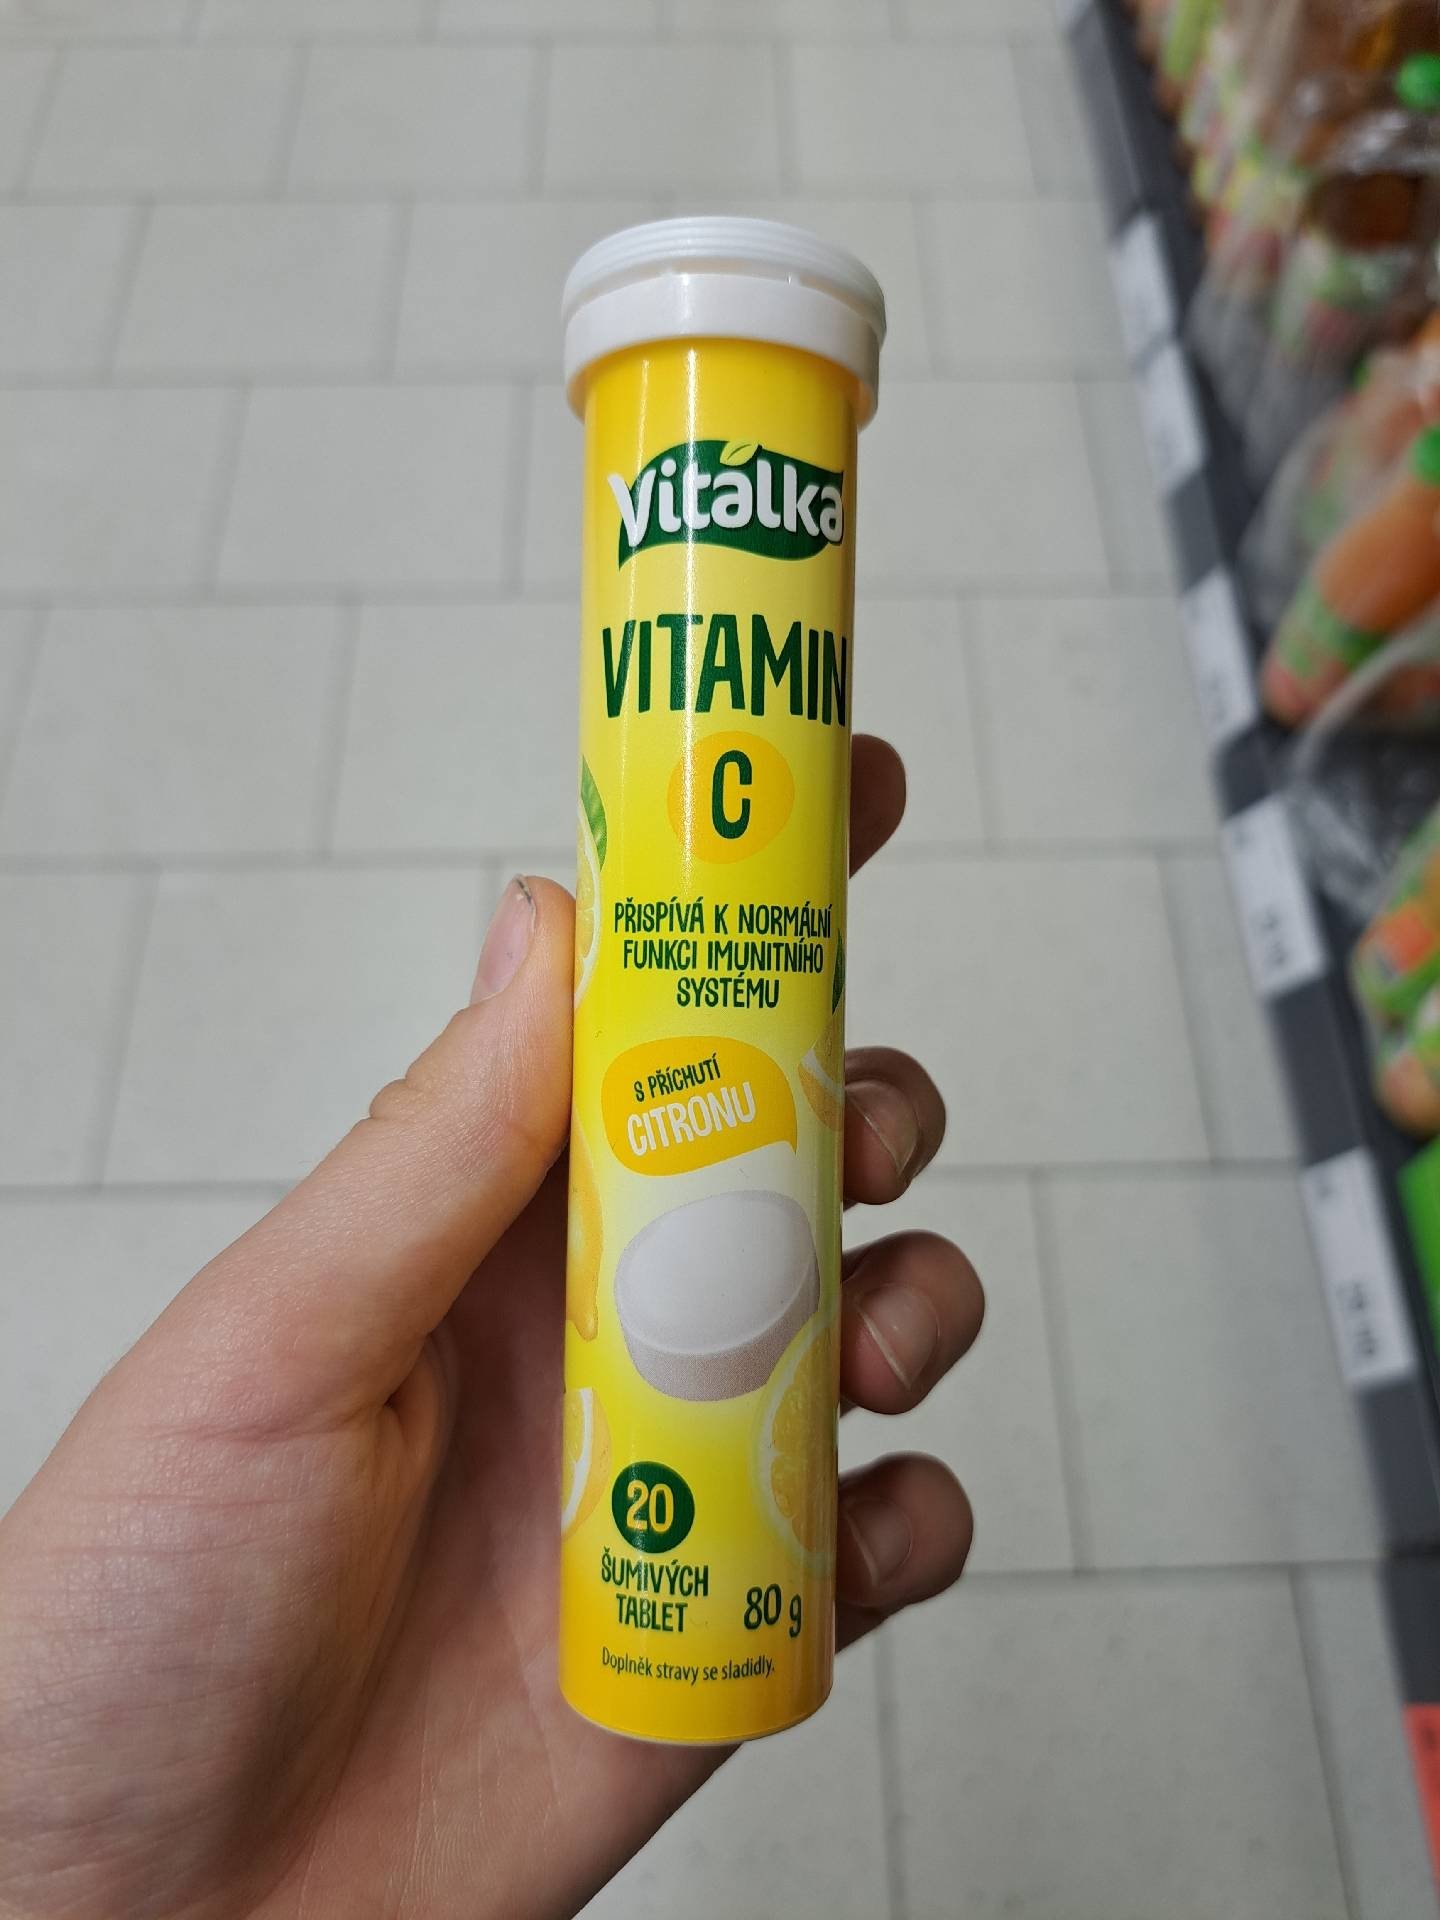 Vitalka
VITAMIN
C
PŘISPÍVÁ K NORMÁLNÍ
FUNKCI IMUNITNÍHO
SYSTÉMU
S PŘÍCHUTÍ
CITRONU
20
ŠUMIVÝCH
TABLET
80 g
Doplněk stravy se sladidly.